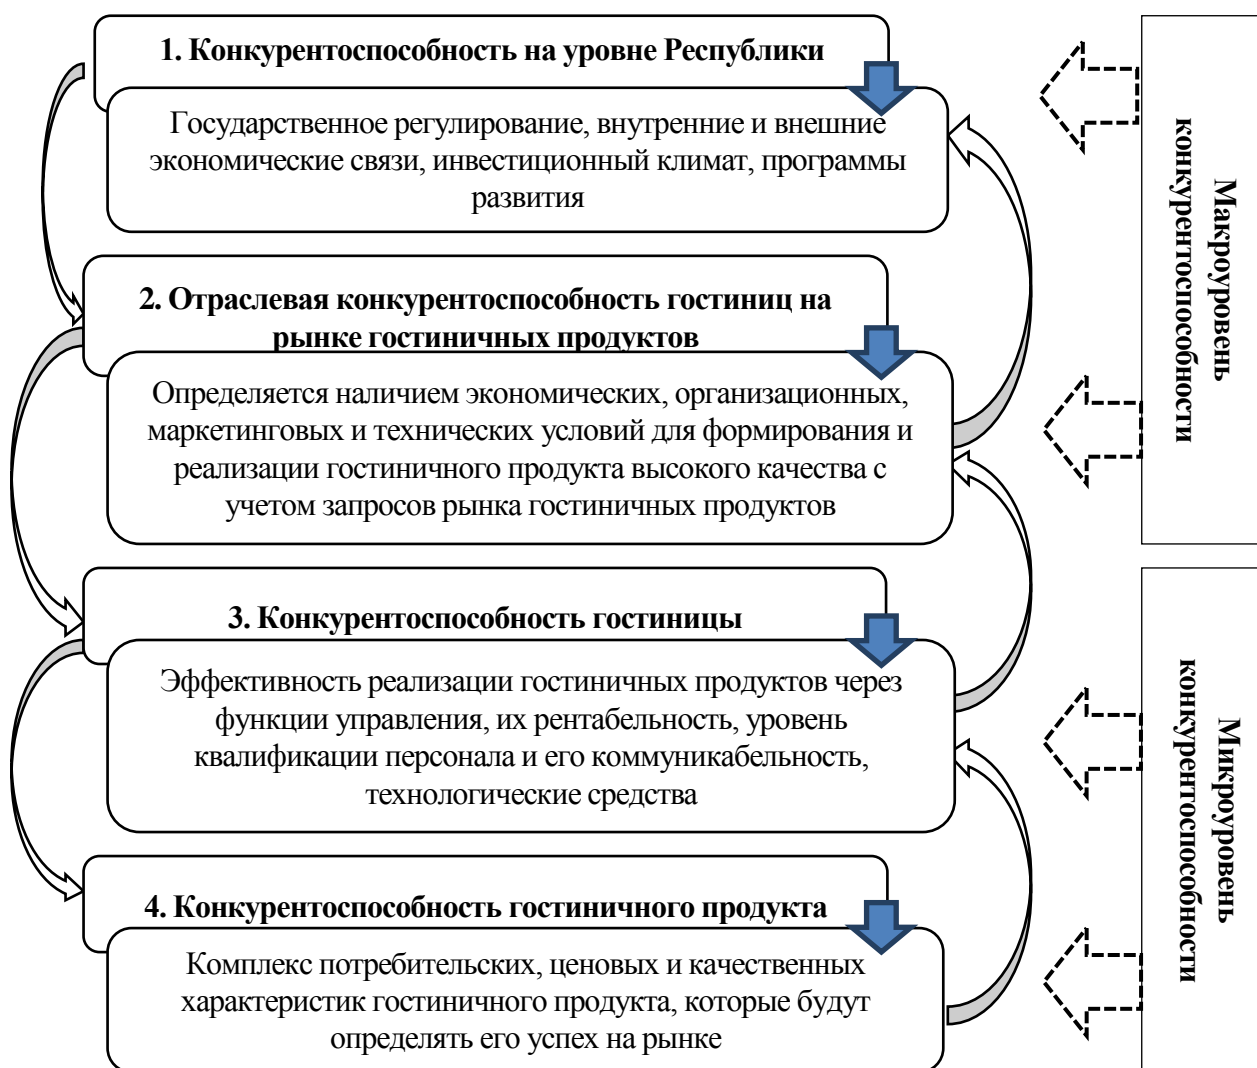 1. Конкурентоспособность на уровне Республики
Государственное регулирование, внутренние и внешние
экономические связи, инвестиционный климат, программы
развития
2. Отраслевая конкурентоспособность гостиниц на
рынке гостиничных продуктов
Определяется наличием экономических, организационных,
маркетинговых и технических условий для формирования и
реализации гостиничного продукта высокого качества с
учетом запросов рынка гостиничных продуктов
Макроуровень
конкурентоспособности
3. Конкурентоспособность гостиницы
Эффективность реализации гостиничных продуктов через
функции управления, их рентабельность, уровень
квалификации персонала и его коммуникабельность,
технологические средства
4. Конкурентоспособность гостиничного продукта
Комплекс потребительских, ценовых и качественных
характеристик гостиничного продукта, которые будут
определять его успех на рынке
Микроуровень
конкурентоспособности